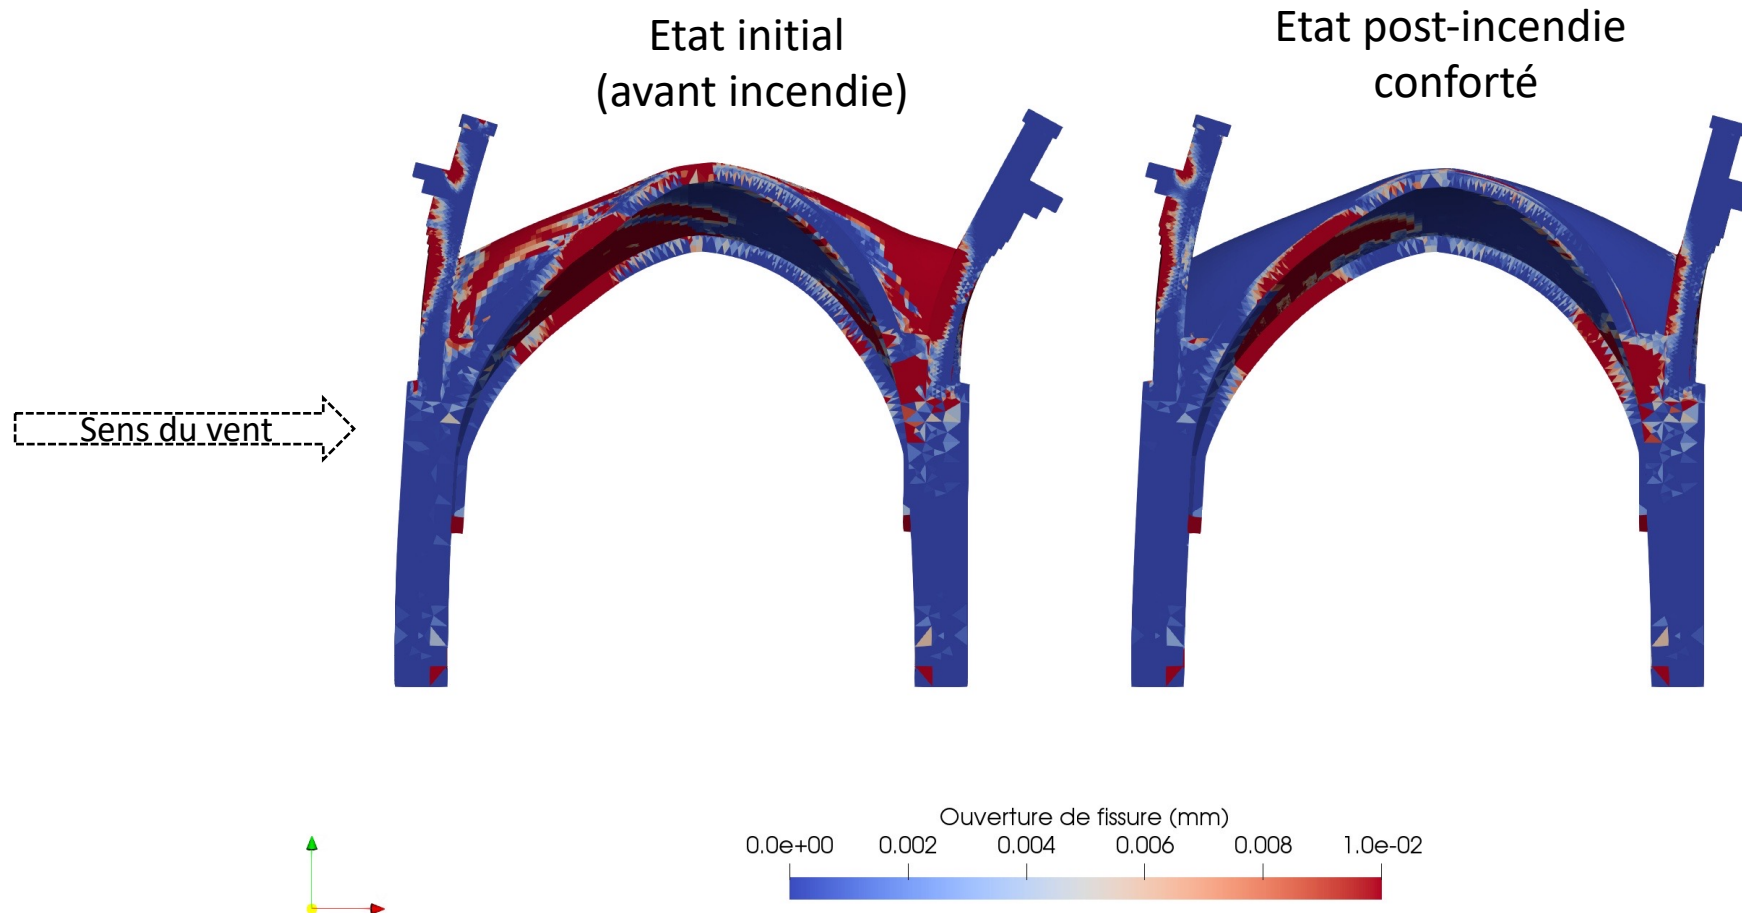 Etat initial
(avant incendie)
Etat post-incendie
conforté
Sens du vent
Ouverture de fissure (mm)
0.0e+00 0.002 0.004 0.006 0.008 1.0e-02